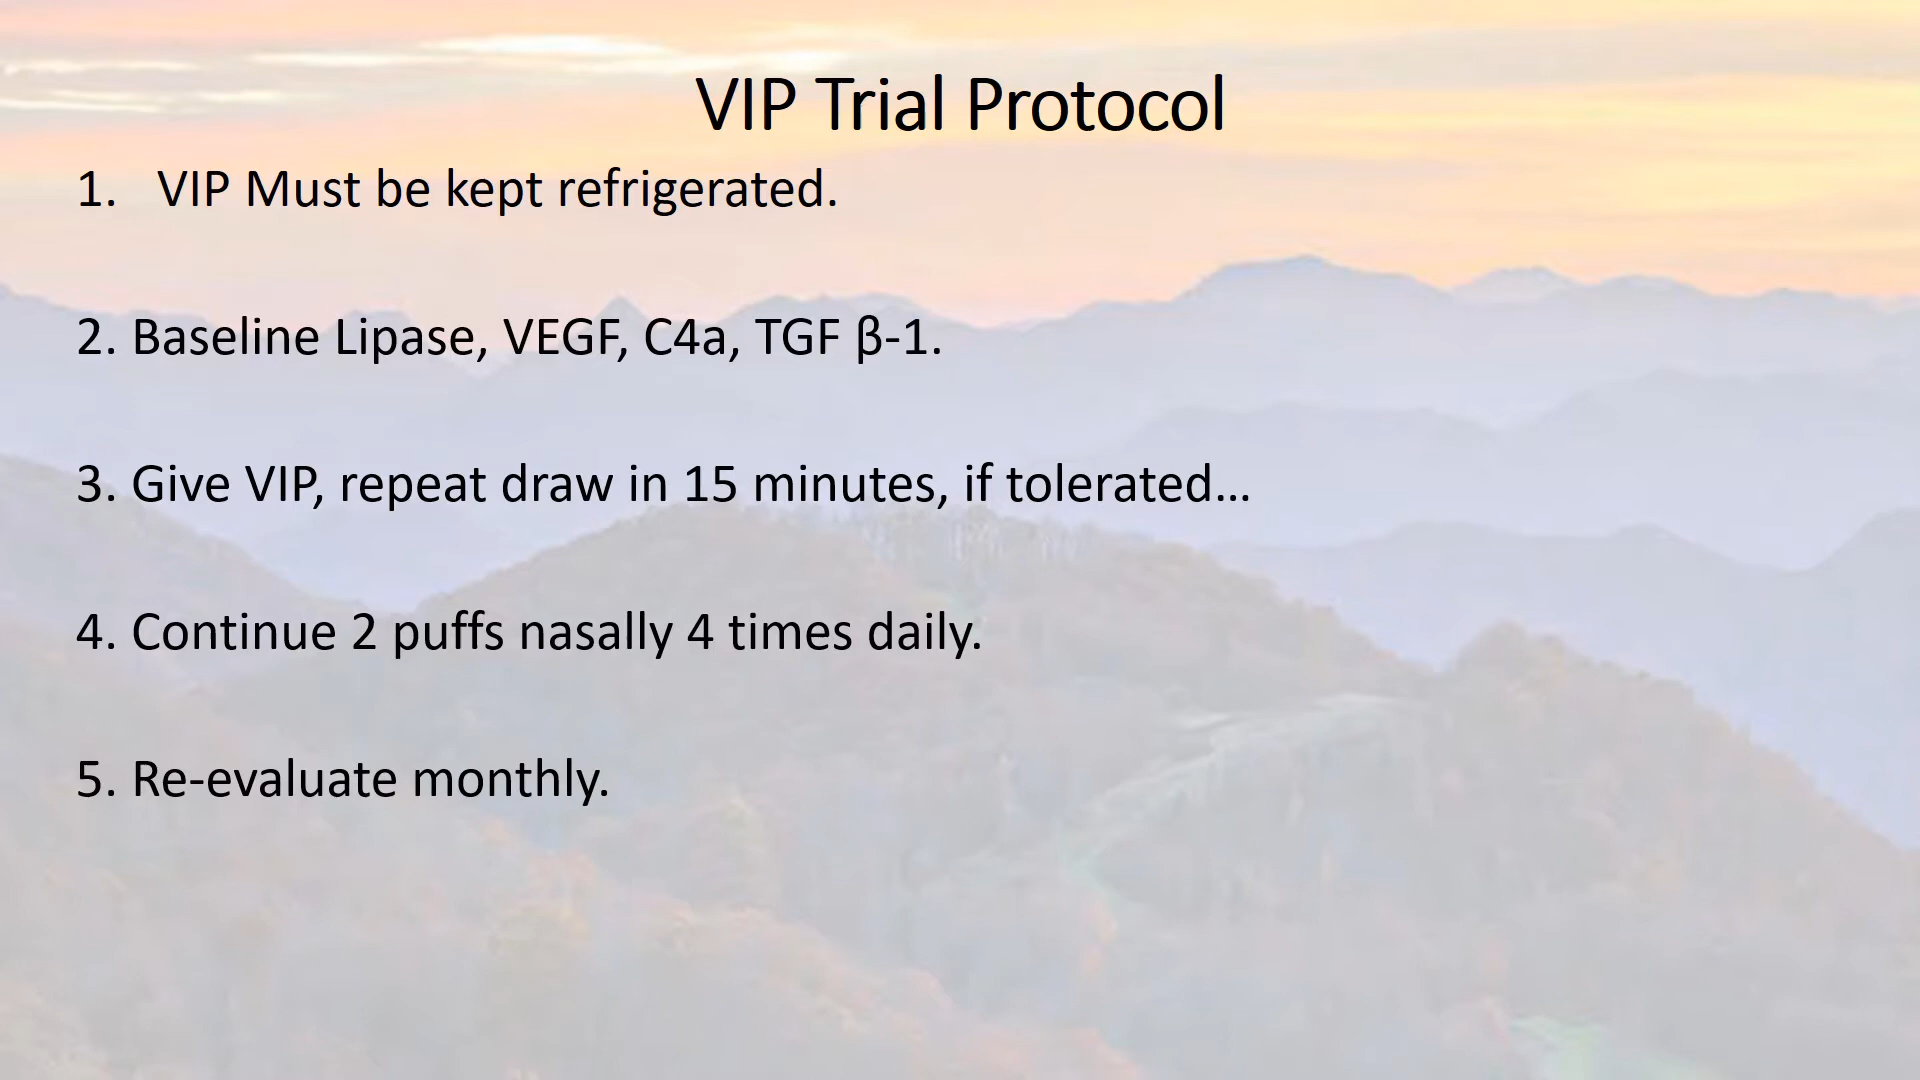 VIP Trial Protocol
1. VIP Must be kept refrigerated.
2. Baseline Lipase, VEGF, C4a, TGF β-1.
3. Give VIP, repeat draw in 15 minutes, if tolerated…
4. Continue 2 puffs nasally 4 times daily.
5. Re-evaluate monthly.